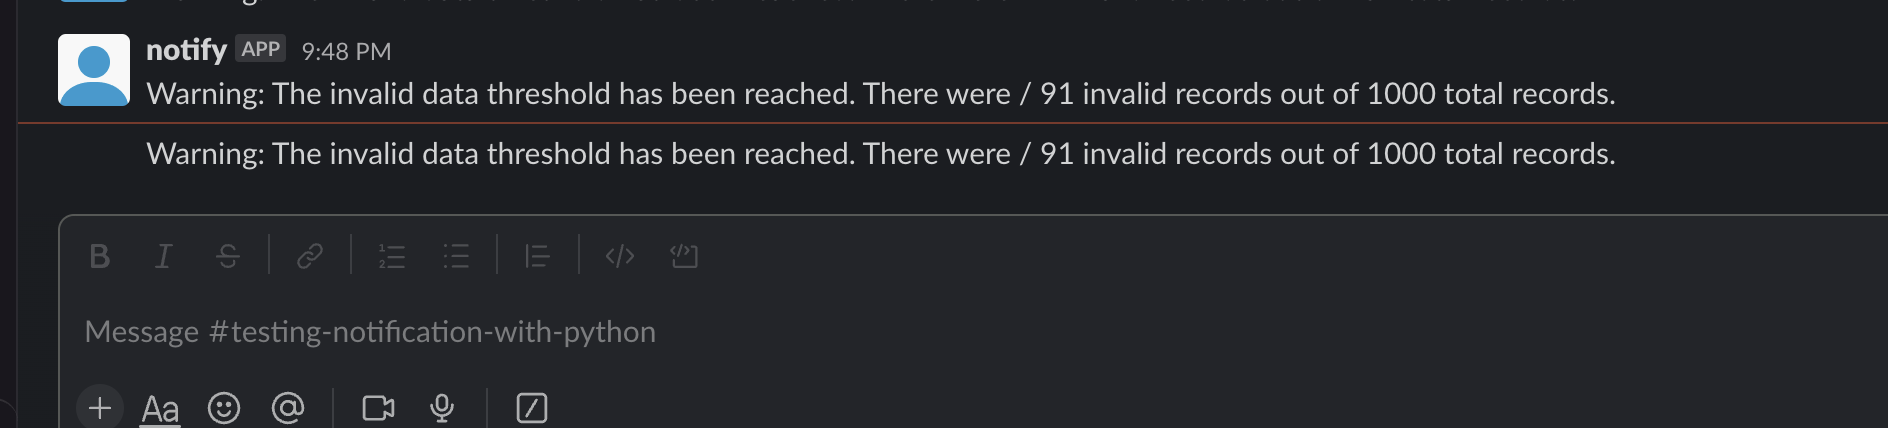 notify APP 9:48 PM
Warning: The invalid data threshold has been reached. There were / 91 invalid records out of 1000 total records.
Warning: The invalid data threshold has been reached. There were / 91 invalid records out of 1000 total records.
B I S
Message #testing-notification-with-python
Aa